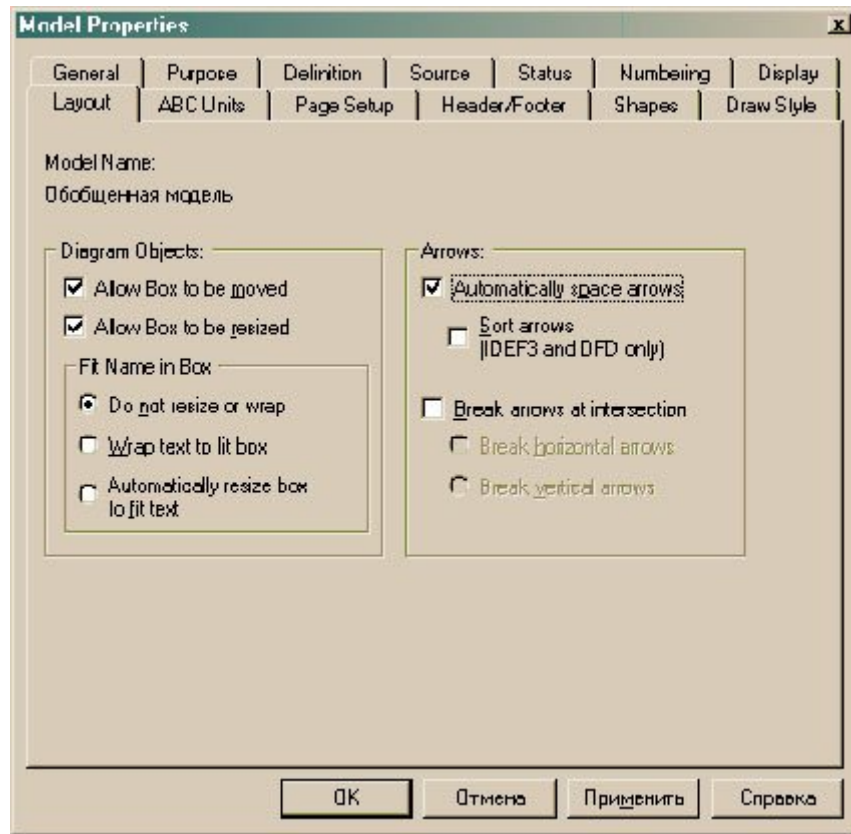 Model Properties
General Purpose Definition Source Status Numbering Display
Layout ABC Units Page Setup Header/Footer Shapes Draw Style
Model Name:
Обобщенная модель
Diagram Objects:
Allow Box to be moved
Allow Box to be resized
Fit Name in Box
Do not resize or wrap
Wrap text to fit box
Automatically resize box
to fit text
Arrows:
Automatically space arrows
Sort arrows
(IDEF3 and DFD only)
Break arrows at intersection
Break horizontal arrows
Break vertical arrows
OK Отмена Применить Справка